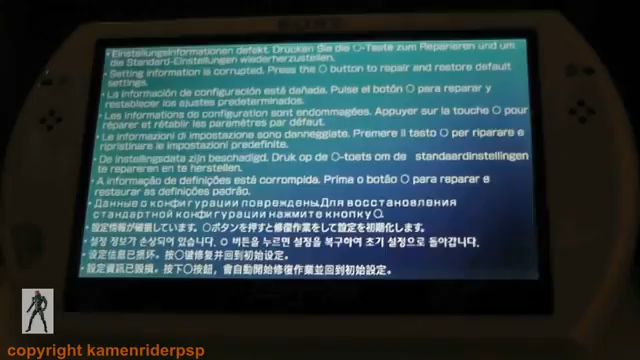 SONY
• Einstellungsinformationen defekt. Drücken Sie die ○-Taste zum Reparieren und um
die Standard-Einstellungen wiederherzustellen.
• Setting information is corrupted. Press the ○ button to repair and restore default
settings.
• La información de configuración está dañada. Pulse el botón ○ para reparar y
restablecer los ajustes predeterminados.
• Les informations de configuration sont endommagées. Appuyer sur la touche ○ pour
réparer et rétablir les paramètres par défaut.
• Le informazioni di impostazione sono danneggiate. Premere il tasto ○ per riparare e
ripristinare le impostazioni predefinite.
• De instellingsdata zijn beschadigd. Druk op de ○-toets om de standaardinstellingen
te repareren en te herstellen.
• A informação de definições está corrompida. Prima o botão ○ para reparar e
restaurar as definições padrão.
• Данные о конфигурации повреждены.Для восстановления
стандартной конфигурации нажмите кнопку ○.
• 設定情報が破損しています。○ボタンを押すと修復作業をして設定を初期化します。
• 설정 정보가 손상되어 있습니다. ○ 버튼을 누르면 설정을 복구하여 초기 설정으로 돌아갑니다.
• 设定信息已损坏。按○键修复并回到初始设定。
• 設定資訊已毀損。按下○按鈕，會自動開始修復作業並回到初始設定。
copyright kamenriderpsp